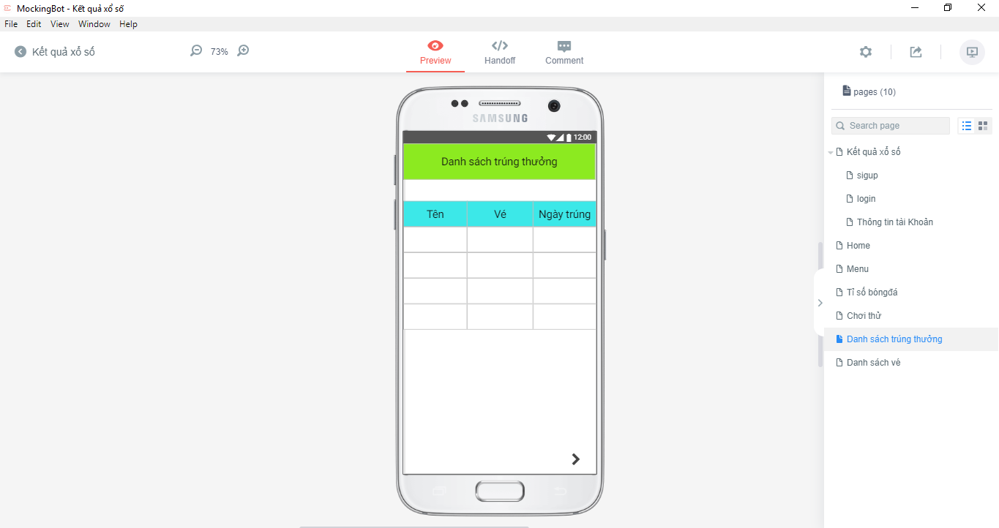 MockingBot - Kết quả xổ số
File Edit View Window Help
Kết quả xổ số
73%
Preview
Handoff
Comment
SAMSUNG
12:00
Danh sách trúng thưởng
Tên Vé Ngày trúng
pages (10)
Search page
Kết quả xổ số
sigup
login
Thông tin tài Khoản
Home
Menu
Tỉ số bóngđá
Chơi thử
Danh sách trúng thưởng
Danh sách vé